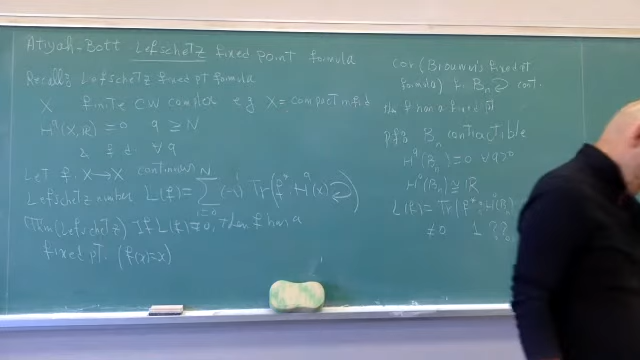 Atiyah-Bott Lefschetz fixed point formula
Recall: Lefschetz fixed pt formula
X finite CW complex e.g. X = compact mfd
H^q(X, R) = 0 q ≥ N
& f.d. ∀q
Let f: X → X continuous
Lefschetz number L(f) = Σ_{i=0}^{N} (-1)^i Tr(f^*: H^q(X)⟲)
Thm (Lefschetz) If L(f) ≠ 0, then f has a
fixed pt. (f(x)=x)
Cor (Brouwer's fixed pt
formula) f: B_n ⟲ cont.
then f has a fixed pt
pf: B_n contractible
H^q(B_n) = 0 ∀q>0
H^0(B_n) ≅ R
L(f) = Tr(f^*: H^0(B_n)
≠0 1